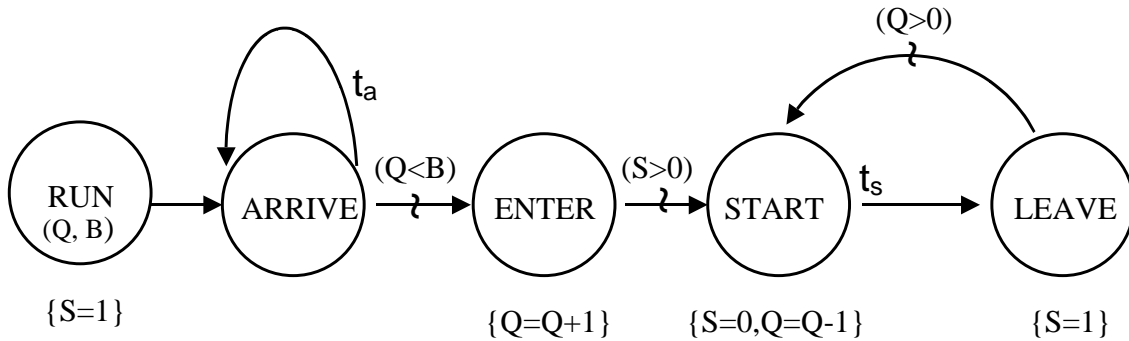 (Q>0)
t_a
(Q<B)
(S>0)
t_s
RUN
(Q, B)
ARRIVE
ENTER
START
LEAVE
{S=1}
{Q=Q+1}
{S=0,Q=Q-1}
{S=1}